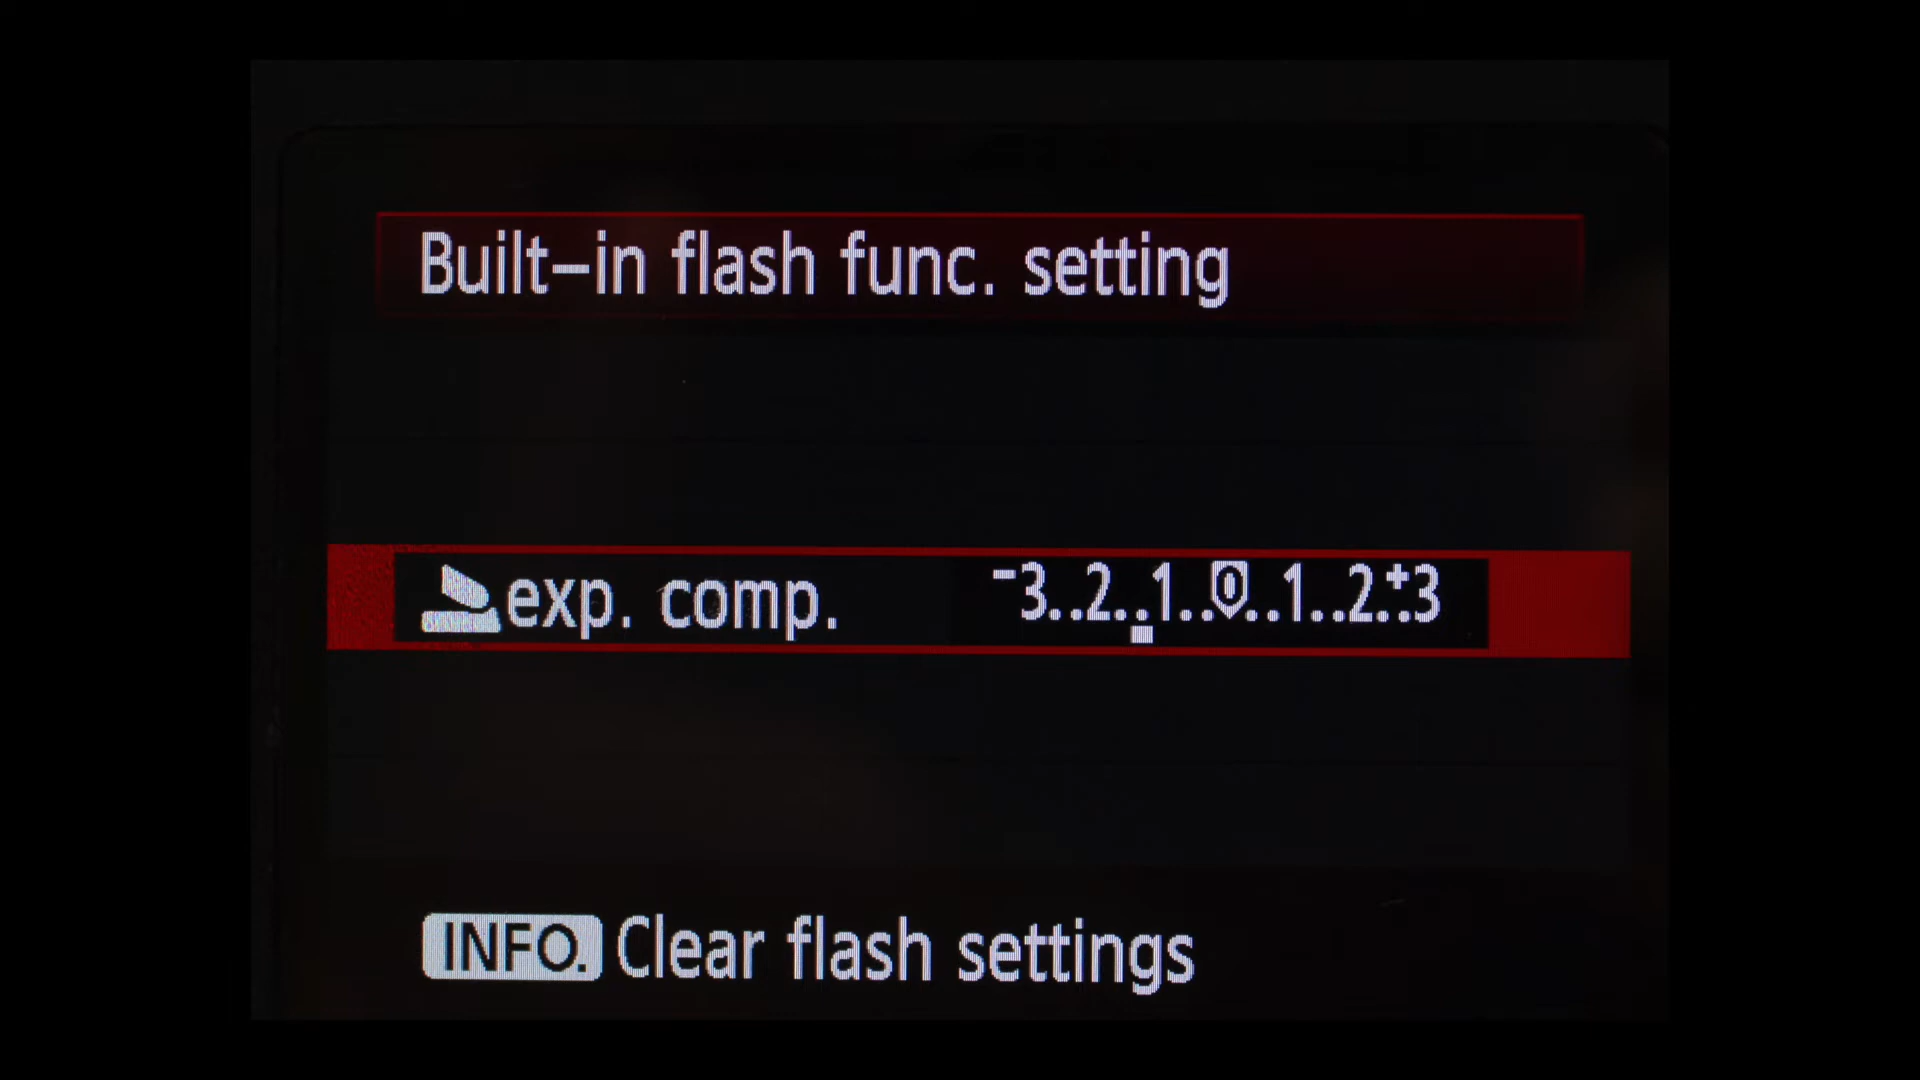 Built-in flash func. setting
exp. comp. -3..2..1..0..1..2..+3
INFO. Clear flash settings